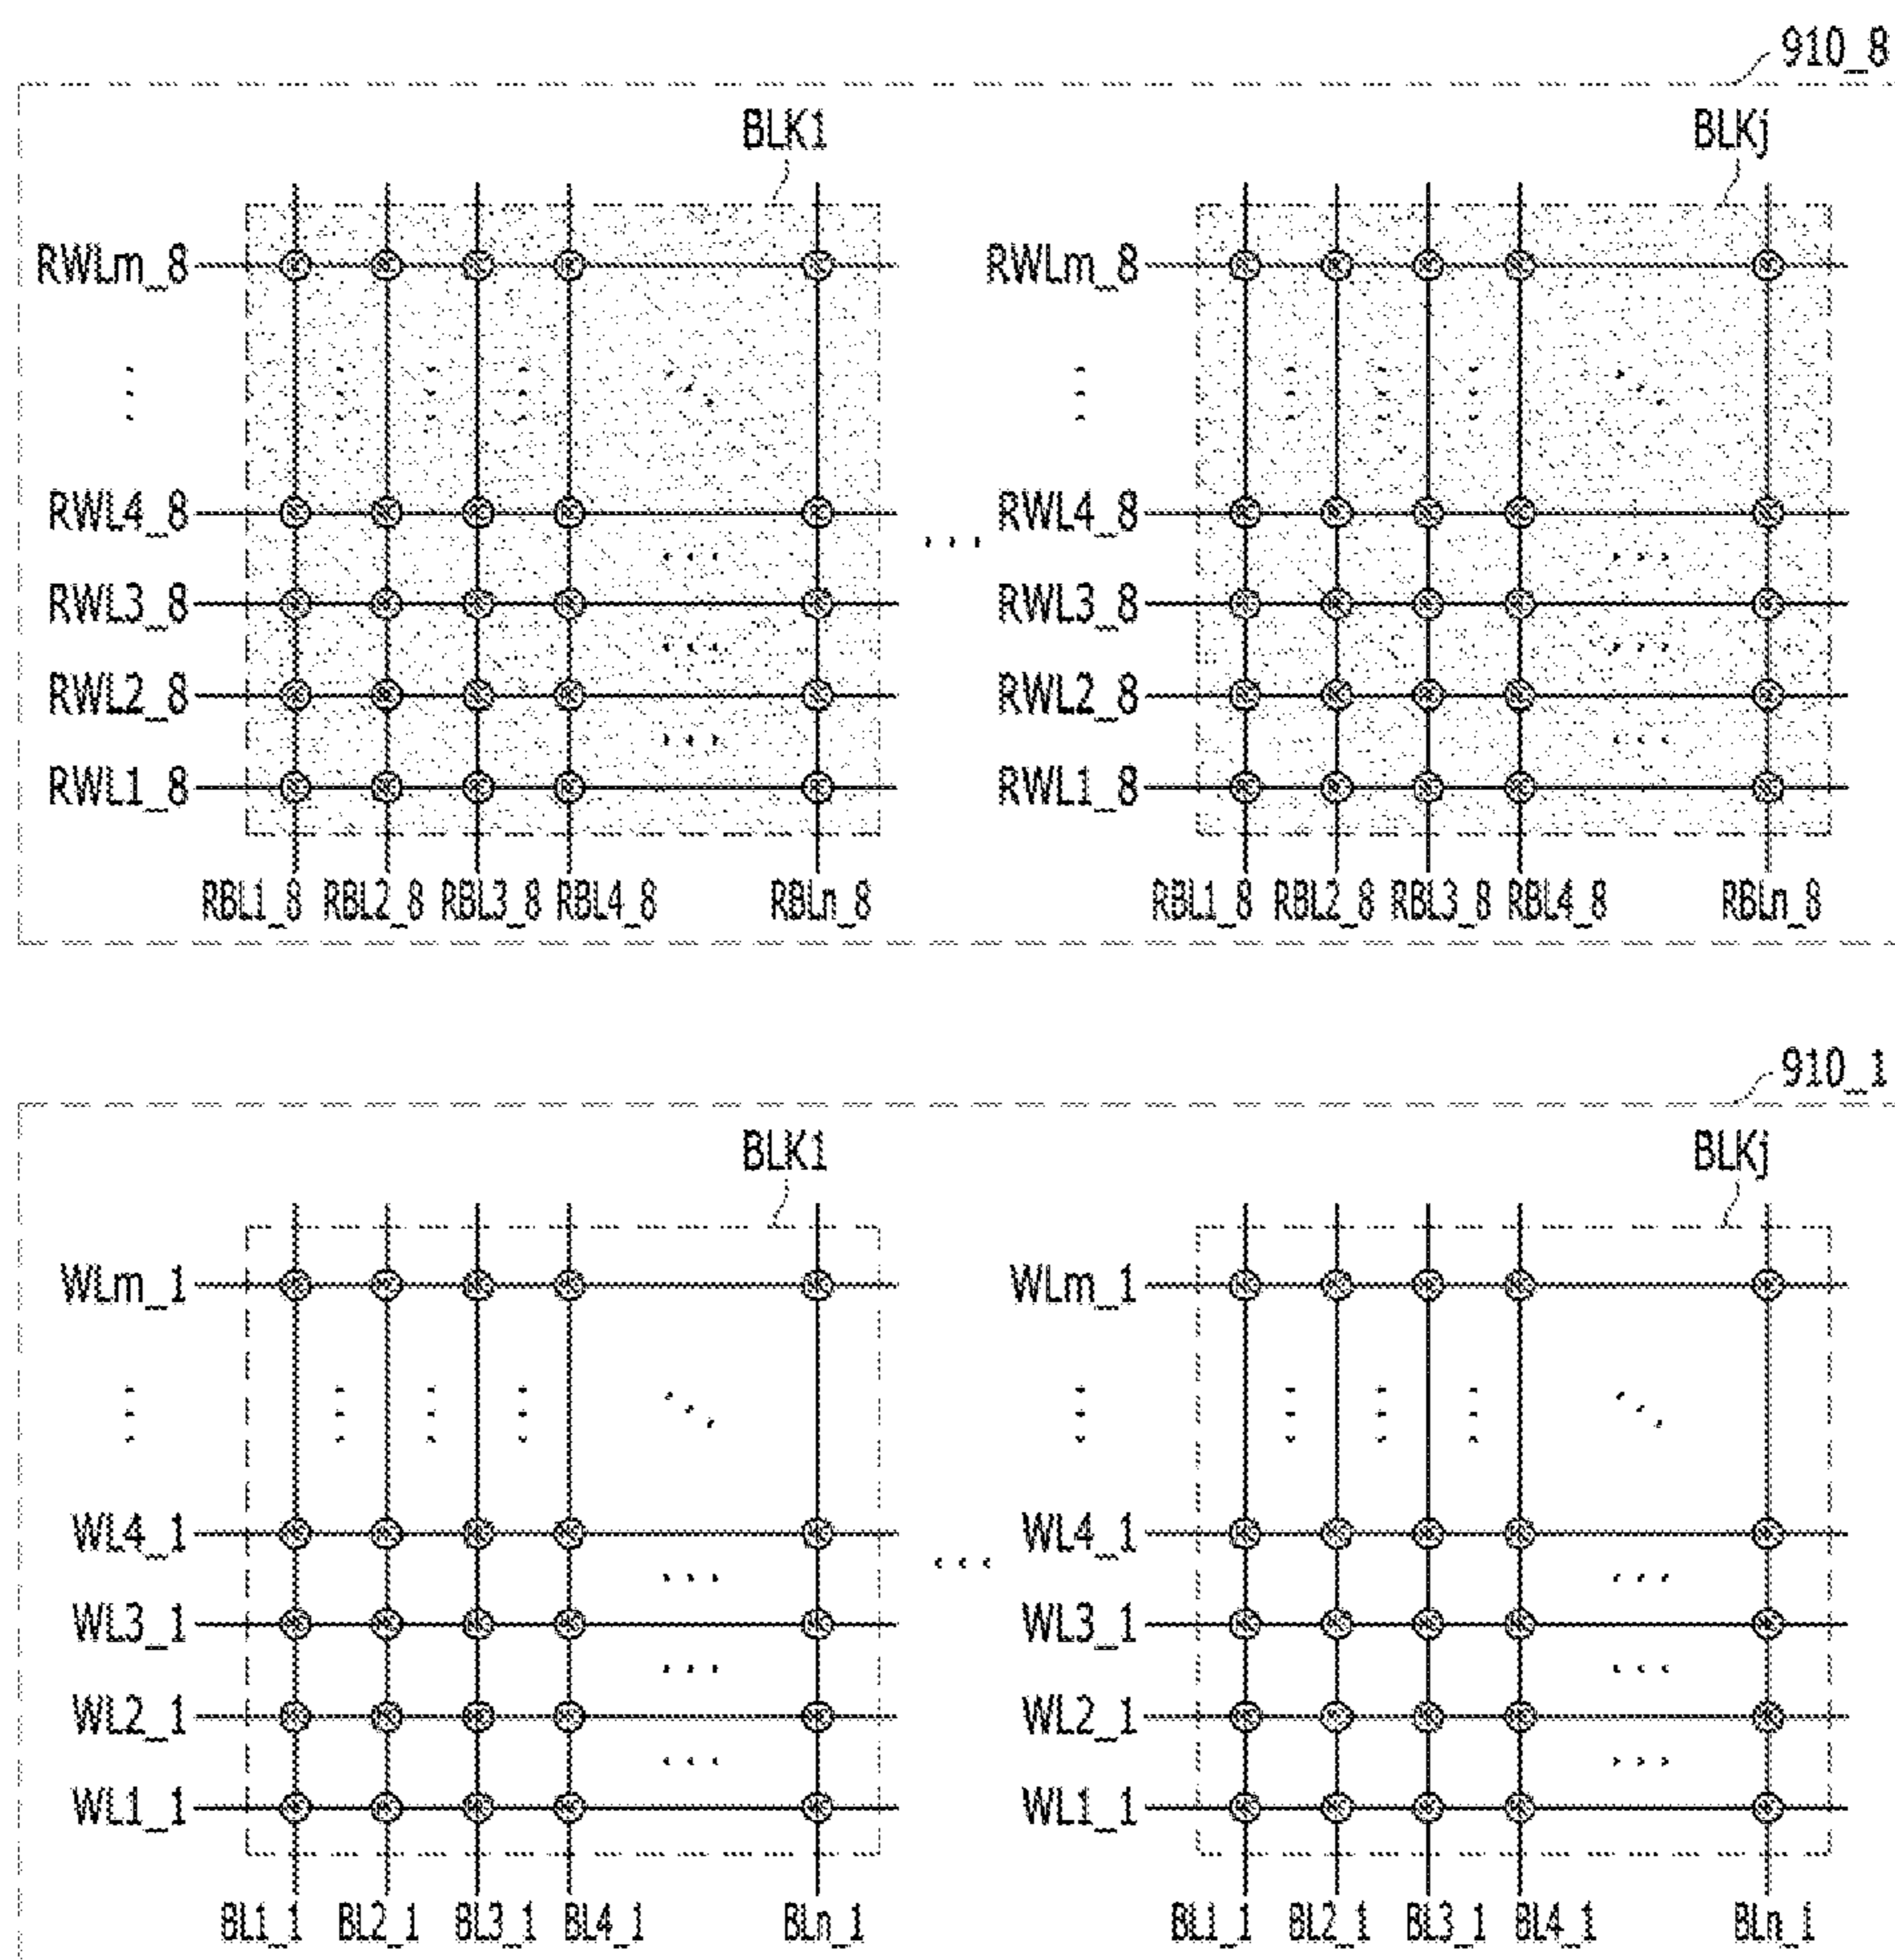 910_8
BLK1 BLKj
RWLm_8 RWLm_8
RWL4_8 RWL4_8
RWL3_8 RWL3_8
RWL2_8 RWL2_8
RWL1_8 RWL1_8
RBL1_8 RBL2_8 RBL3_8 RBL4_8 RBLn_8 RBL1_8 RBL2_8 RBL3_8 RBL4_8 RBLn_8
910_1
BLK1 BLKj
WLm_1 WLm_1
WL4_1 WL4_1
WL3_1 WL3_1
WL2_1 WL2_1
WL1_1 WL1_1
BL1_1 BL2_1 BL3_1 BL4_1 BLn_1 BL1_1 BL2_1 BL3_1 BL4_1 BLn_1